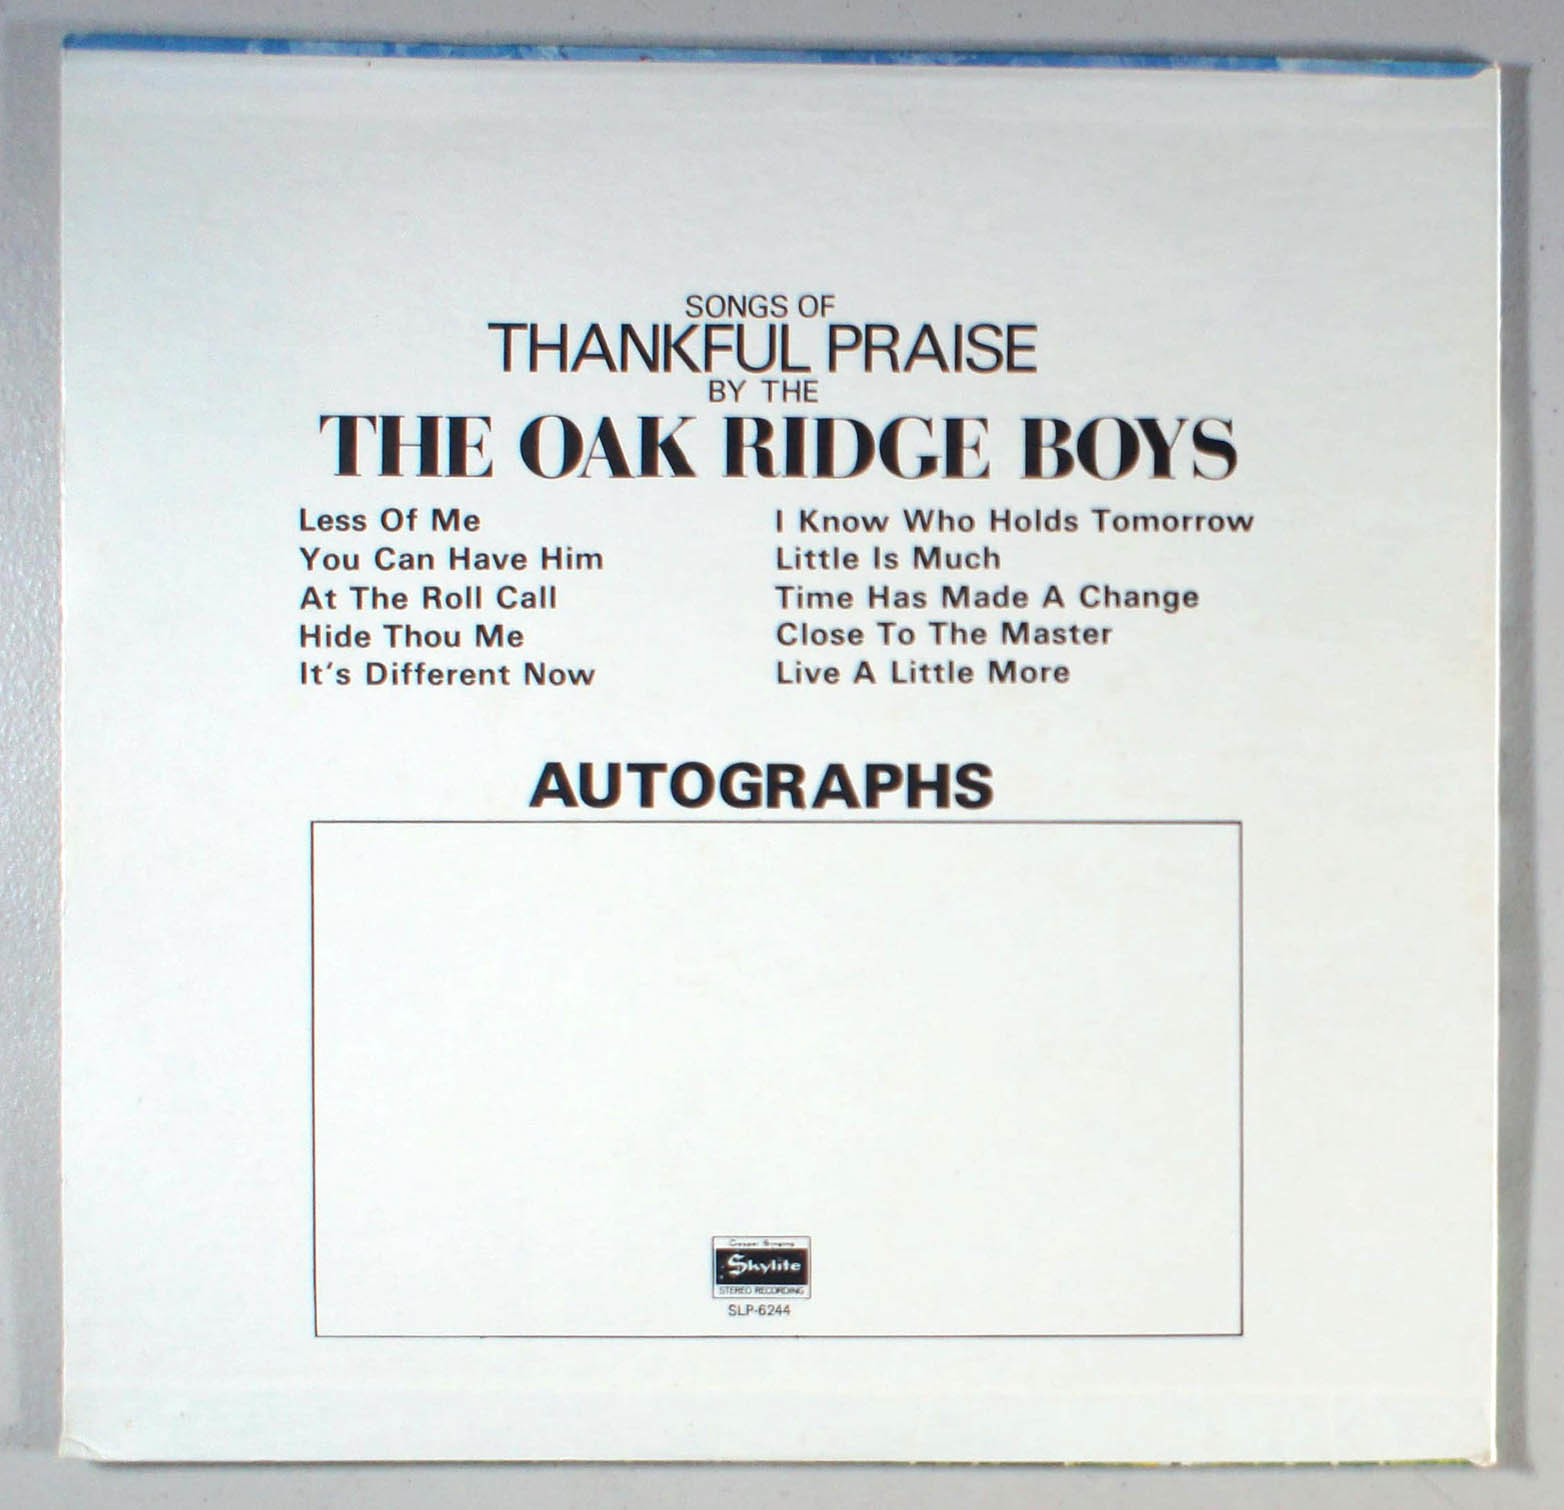 SONGS OF
THANKFUL PRAISE
BY THE
THE OAK RIDGE BOYS
Less Of Me
You Can Have Him
At The Roll Call
Hide Thou Me
It's Different Now
I Know Who Holds Tomorrow
Little Is Much
Time Has Made A Change
Close To The Master
Live A Little More
AUTOGRAPHS
Gospel Singing
Skylite
STEREO RECORDING
SLP-6244